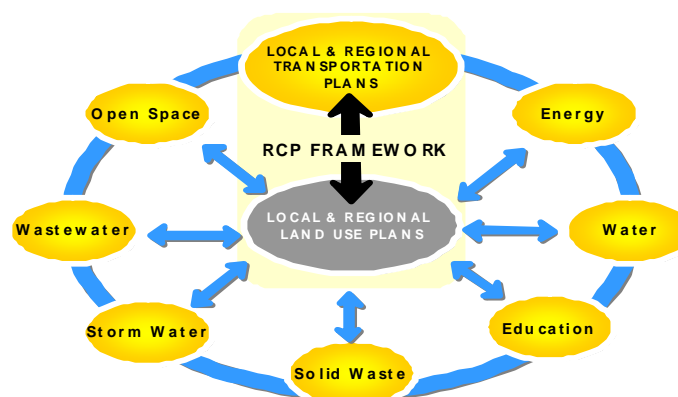 LOCAL & REGIONAL
TRANSPORTATION
PLANS
Open Space
Energy
RCP FRAMEWORK
LOCAL & REGIONAL
LAND USE PLANS
Wastewater
Water
Storm Water
Education
Solid Waste